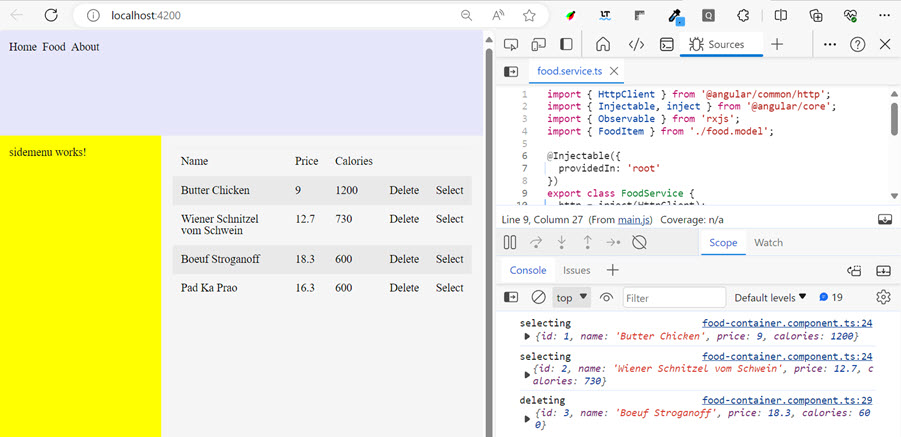 localhost:4200
Home Food About
sidemenu works!
Name Price Calories
Butter Chicken 9 1200 Delete Select
Wiener Schnitzel
vom Schwein 12.7 730 Delete Select
Boeuf Stroganoff 18.3 600 Delete Select
Pad Ka Prao 16.3 600 Delete Select
LT
Q
Sources
food.service.ts
1 import { HttpClient } from '@angular/common/http';
2 import { Injectable, inject } from '@angular/core';
3 import { Observable } from 'rxjs';
4 import { FoodItem } from './food.model';
5
6 @Injectable({
7 providedIn: 'root'
8 })
9 export class FoodService {
10 http = inject(HttpClient);
Line 9, Column 27 (From main.js) Coverage: n/a
Scope Watch
Console Issues
top Filter Default levels 19
selecting food-container.component.ts:24
{id: 1, name: 'Butter Chicken', price: 9, calories: 1200}
selecting food-container.component.ts:24
{id: 2, name: 'Wiener Schnitzel vom Schwein', price: 12.7, c
alories: 730}
deleting food-container.component.ts:29
{id: 3, name: 'Boeuf Stroganoff', price: 18.3, calories: 60
0}